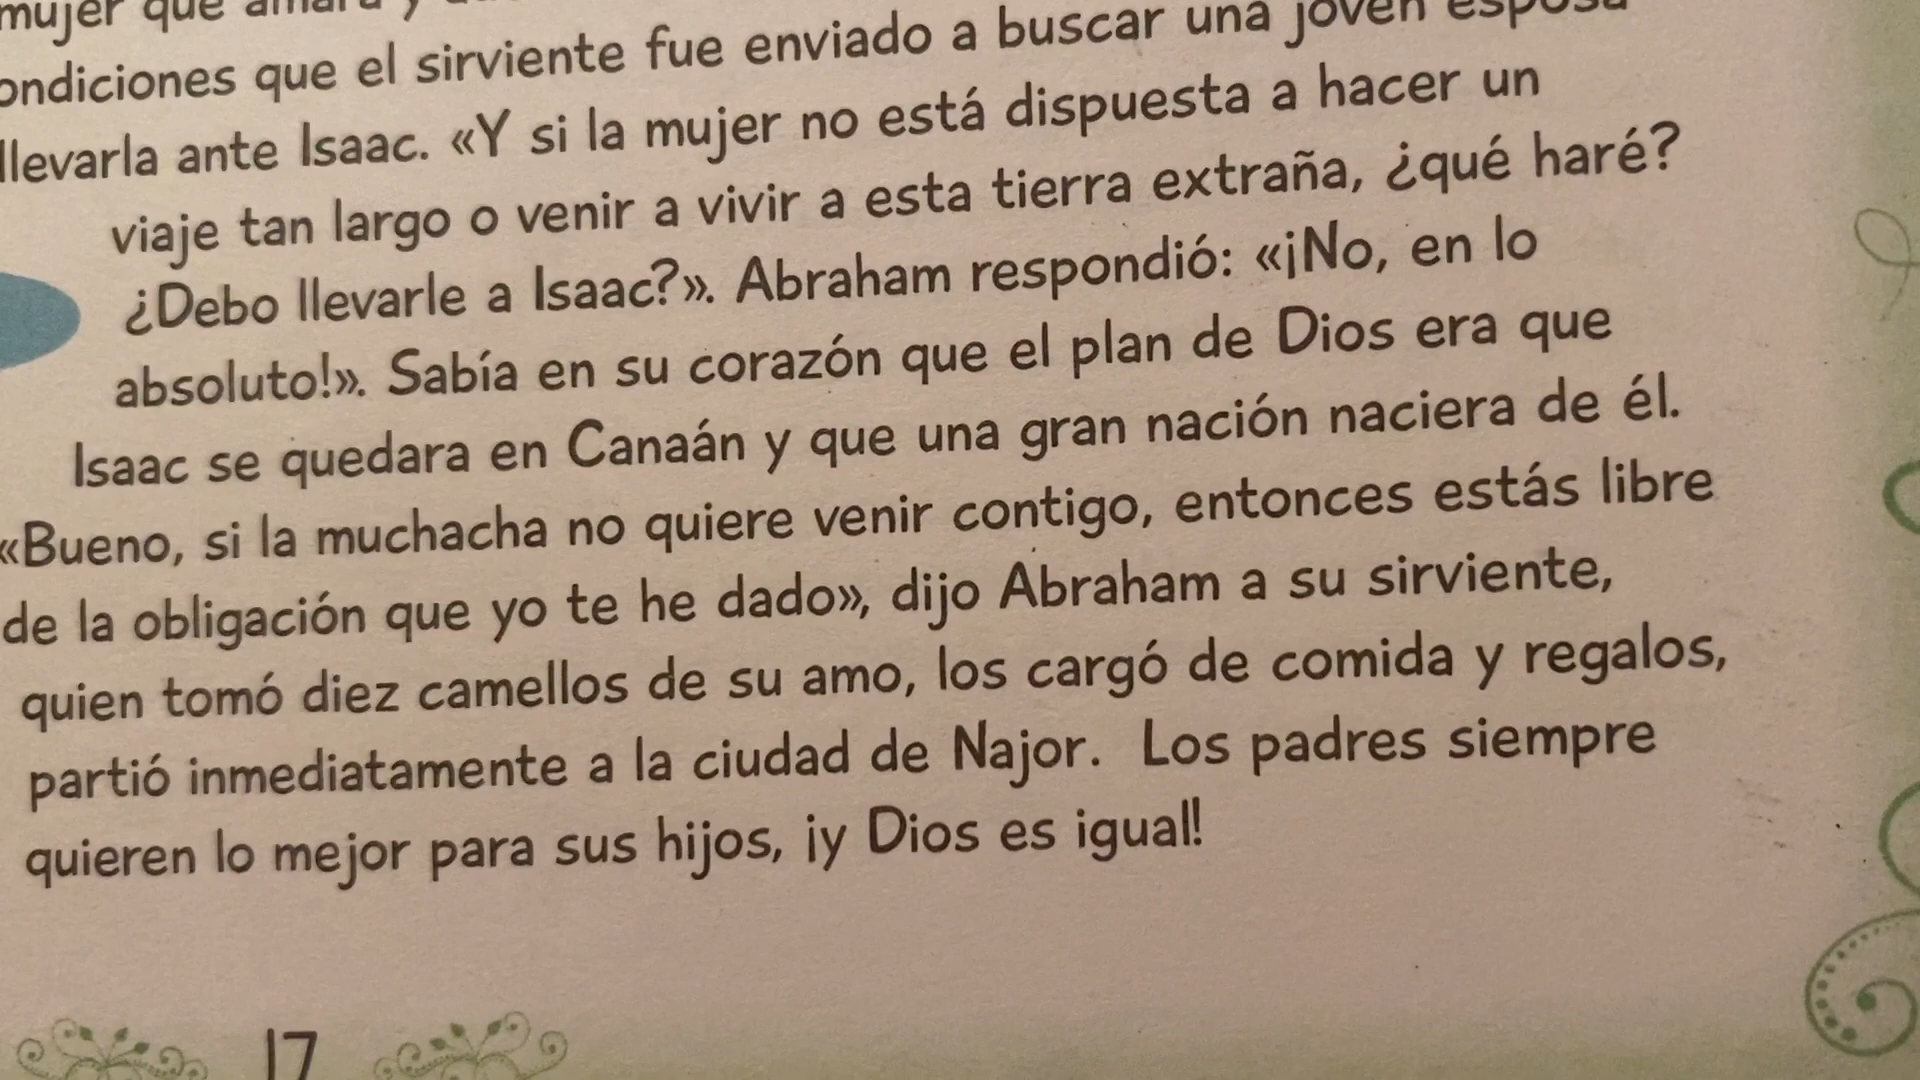 mujer que amara y
ondiciones que el sirviente fue enviado a buscar una joven esposa
llevarla ante Isaac. «Y si la mujer no está dispuesta a hacer un
viaje tan largo o venir a vivir a esta tierra extraña, ¿qué haré?
¿Debo llevarle a Isaac?». Abraham respondió: «¡No, en lo
absoluto!». Sabía en su corazón que el plan de Dios era que
Isaac se quedara en Canaán y que una gran nación naciera de él.
«Bueno, si la muchacha no quiere venir contigo, entonces estás libre
de la obligación que yo te he dado», dijo Abraham a su sirviente,
quien tomó diez camellos de su amo, los cargó de comida y regalos,
partió inmediatamente a la ciudad de Najor. Los padres siempre
quieren lo mejor para sus hijos, ¡y Dios es igual!
17